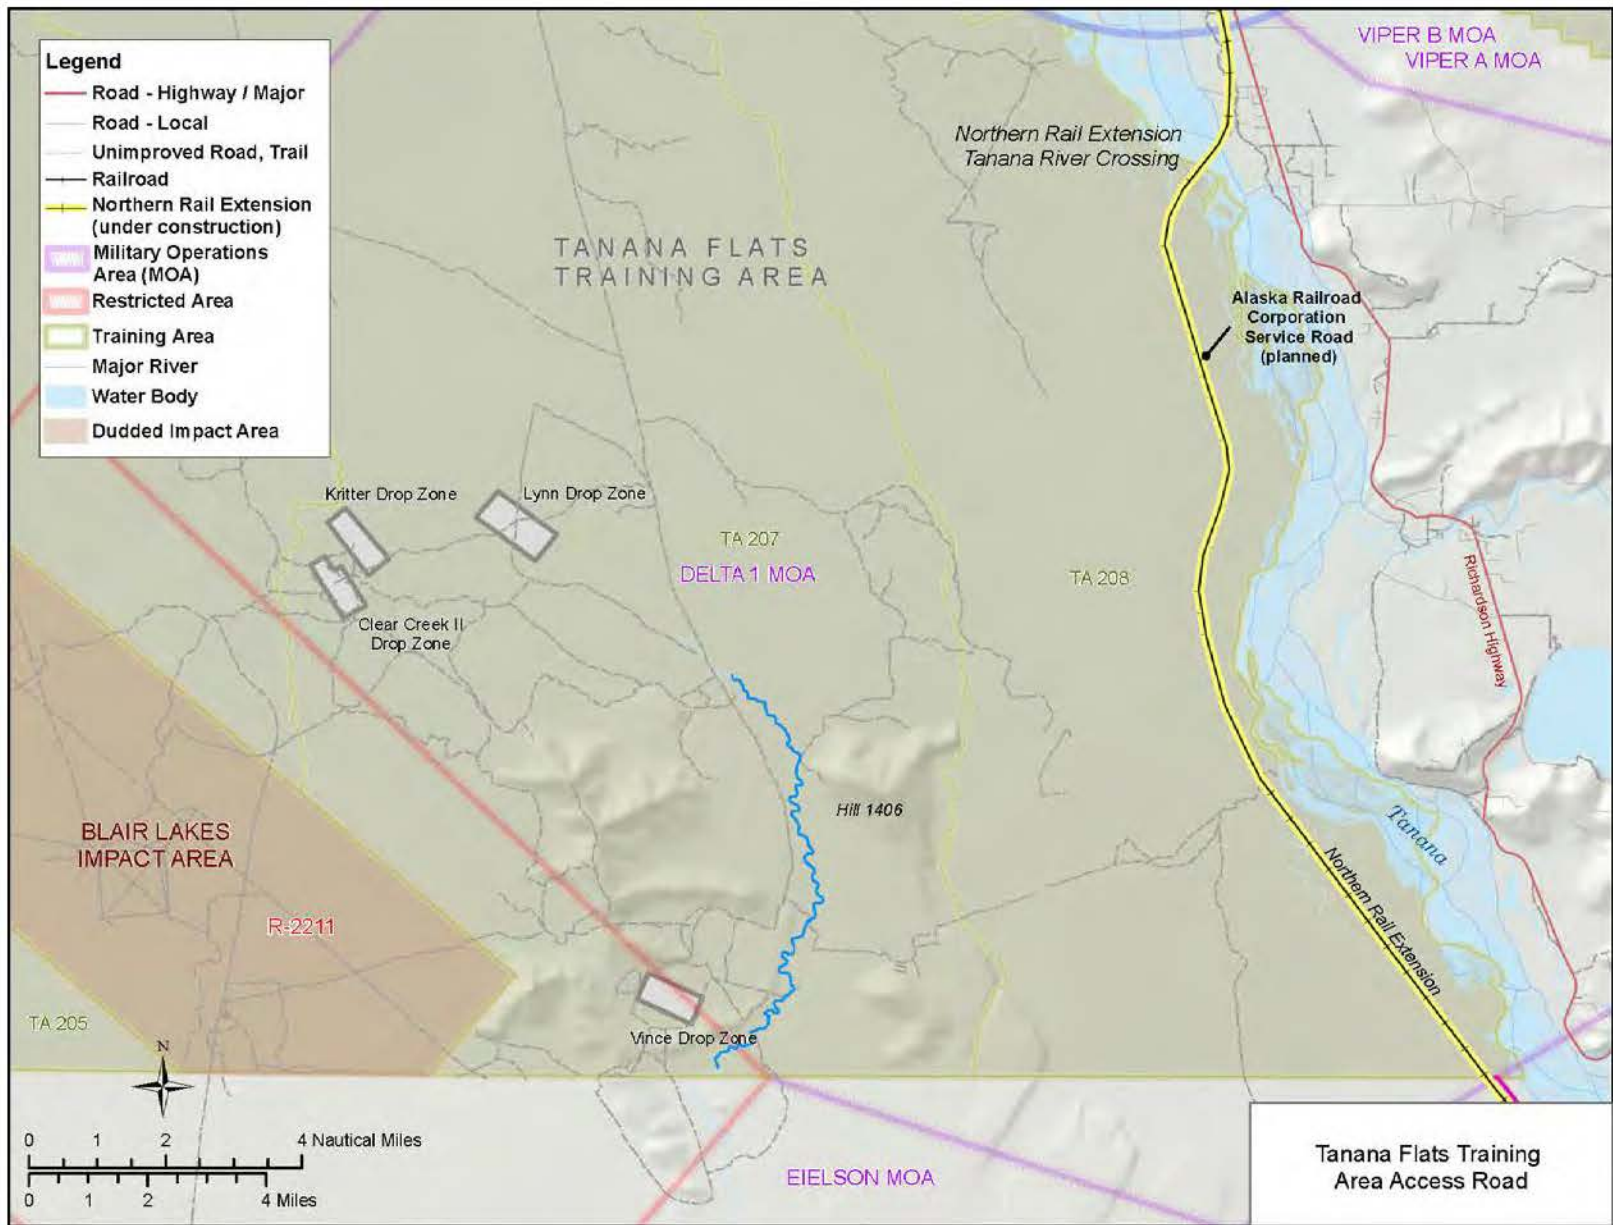 Legend
Road - Highway / Major
Road - Local
Unimproved Road, Trail
Railroad
Northern Rail Extension
(under construction)
Military Operations
Area (MOA)
Restricted Area
Training Area
Major River
Water Body
Dudded Impact Area
VIPER B MOA
VIPER A MOA
Northern Rail Extension
Tanana River Crossing
TANANA FLATS
TRAINING AREA
Alaska Railroad
Corporation
Service Road
(planned)
Kritter Drop Zone
Lynn Drop Zone
TA 207
DELTA 1 MOA
TA 208
Richardson Highway
Clear Creek II
Drop Zone
Hill 1406
Tanana
BLAIR LAKES
IMPACT AREA
Northern Rail Extension
R-2211
TA 205
Vince Drop Zone
N
0 1 2 4 Nautical Miles
0 1 2 4 Miles
EIELSON MOA
Tanana Flats Training
Area Access Road